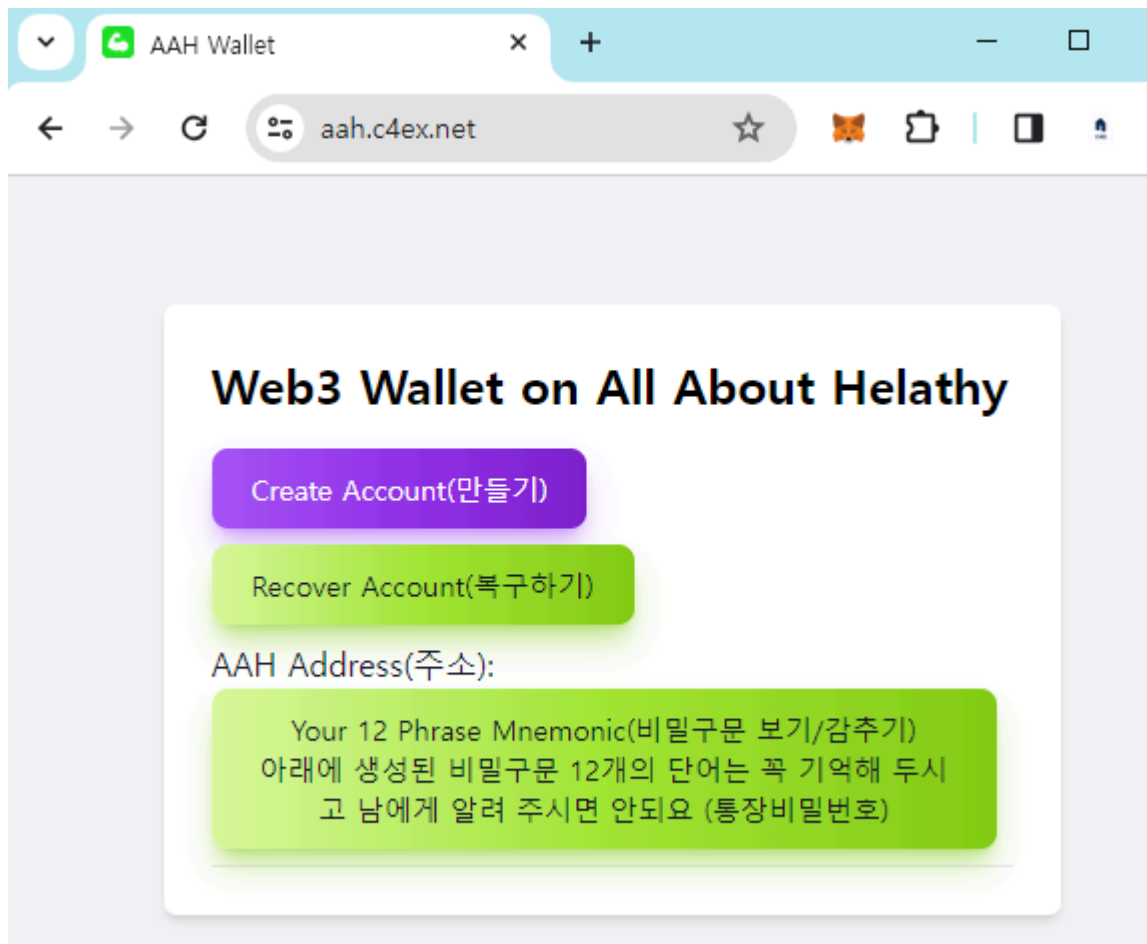 AAH Wallet
aah.c4ex.net
Web3 Wallet on All About Helathy
Create Account(만들기)
Recover Account(복구하기)
AAH Address(주소):
Your 12 Phrase Mnemonic(비밀구문 보기/감추기)
아래에 생성된 비밀구문 12개의 단어는 꼭 기억해 두시
고 남에게 알려 주시면 안되요 (통장비밀번호)